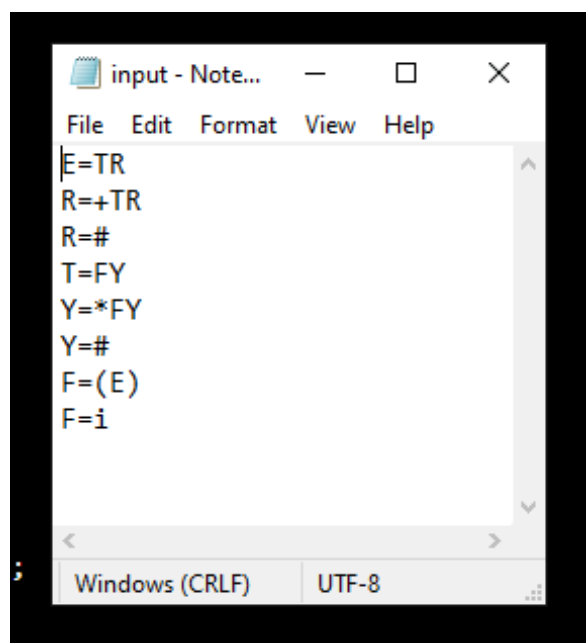 input - Note...
File Edit Format View Help
E=TR
R=+TR
R=#
T=FY
Y=*FY
Y=#
F=(E)
F=i
;
Windows (CRLF) UTF-8